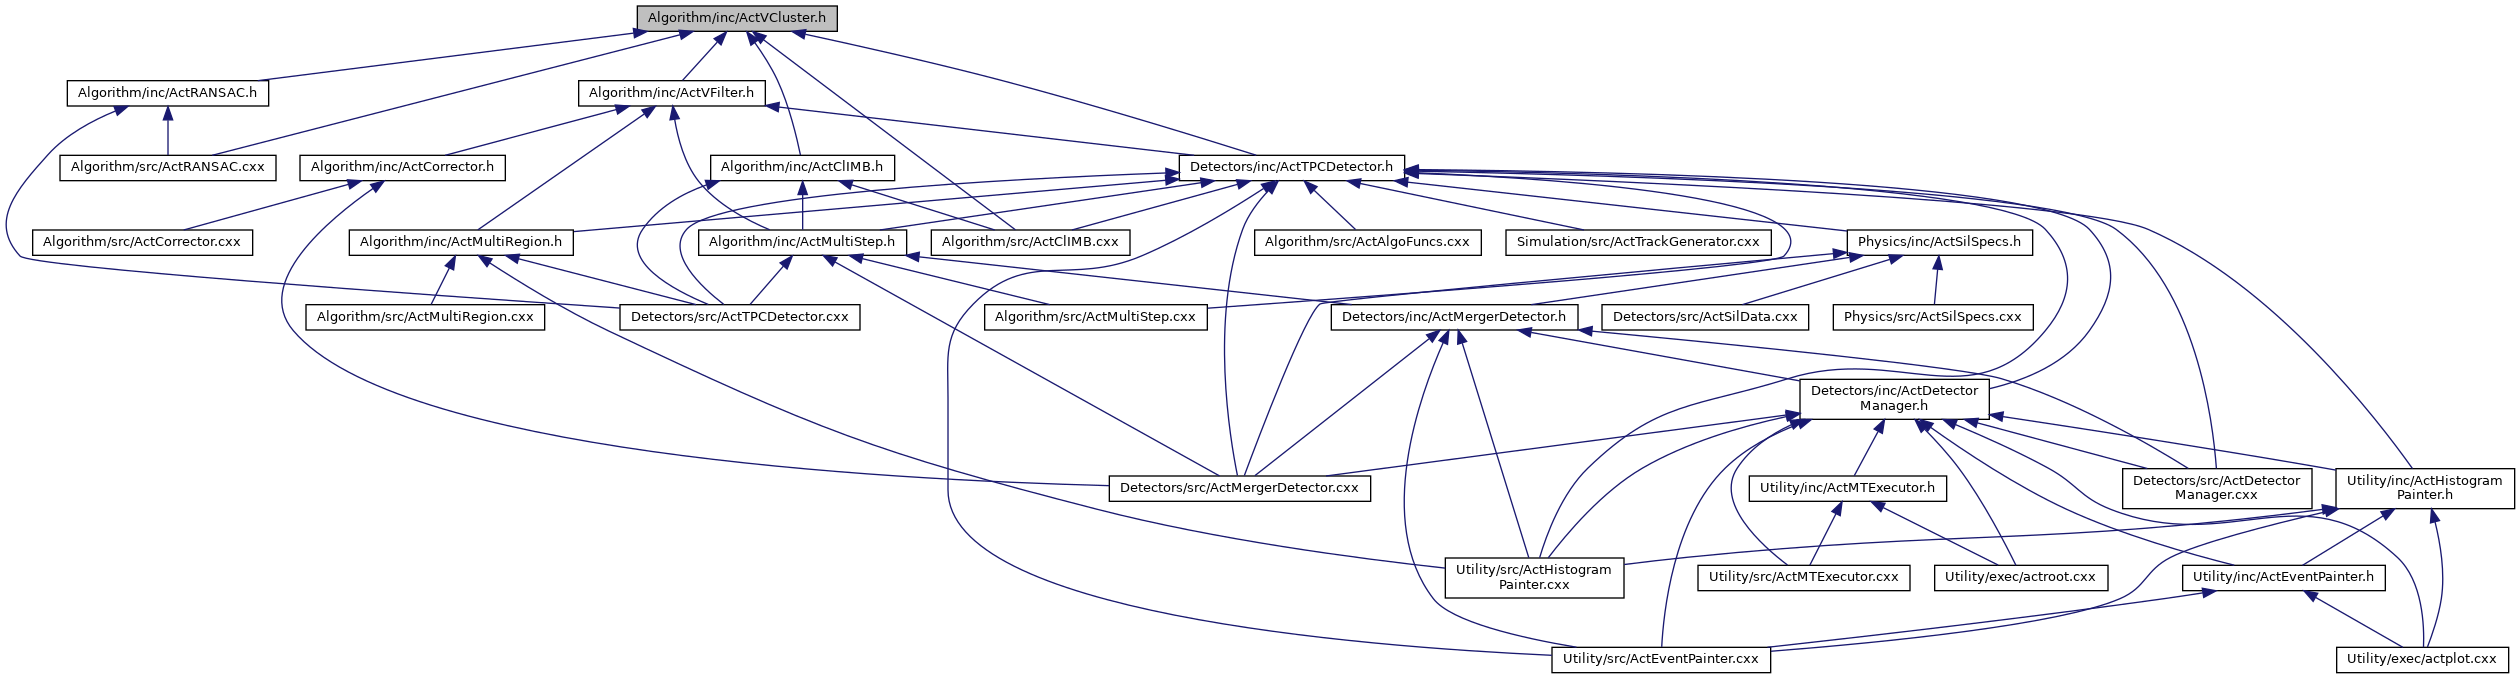 Algorithm/inc/ActVCluster.h
Algorithm/inc/ActRANSAC.h
Algorithm/inc/ActVFilter.h
Algorithm/src/ActRANSAC.cxx
Algorithm/inc/ActCorrector.h
Algorithm/inc/ActClIMB.h
Detectors/inc/ActTPCDetector.h
Algorithm/src/ActCorrector.cxx
Algorithm/inc/ActMultiRegion.h
Algorithm/inc/ActMultiStep.h
Algorithm/src/ActClIMB.cxx
Algorithm/src/ActAlgoFuncs.cxx
Simulation/src/ActTrackGenerator.cxx
Physics/inc/ActSilSpecs.h
Algorithm/src/ActMultiRegion.cxx
Detectors/src/ActTPCDetector.cxx
Algorithm/src/ActMultiStep.cxx
Detectors/inc/ActMergerDetector.h
Detectors/src/ActSilData.cxx
Physics/src/ActSilSpecs.cxx
Detectors/inc/ActDetector
Manager.h
Detectors/src/ActMergerDetector.cxx
Utility/inc/ActMTExecutor.h
Detectors/src/ActDetector
Manager.cxx
Utility/inc/ActHistogram
Painter.h
Utility/src/ActHistogram
Painter.cxx
Utility/src/ActMTExecutor.cxx
Utility/exec/actroot.cxx
Utility/inc/ActEventPainter.h
Utility/src/ActEventPainter.cxx
Utility/exec/actplot.cxx